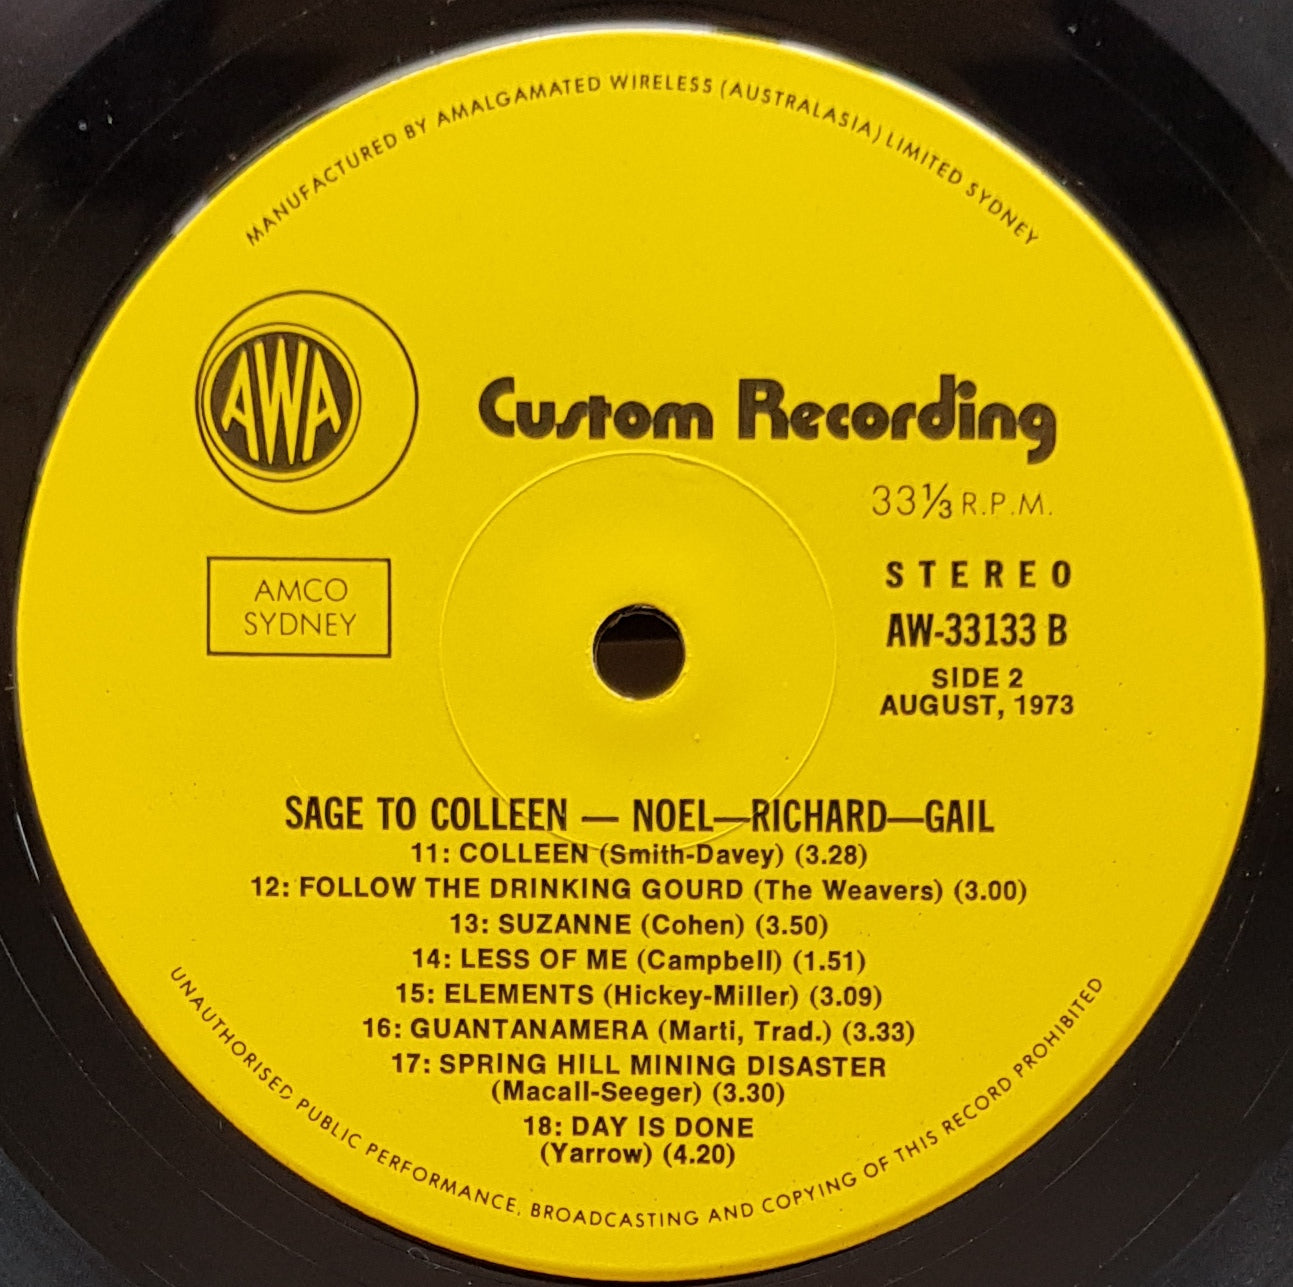 MANUFACTURED BY AMALGAMATED WIRELESS (AUSTRALASIA) LIMITED SYDNEY
AWA
Custom Recording
33⅓ R.P.M.
AMCO
SYDNEY
STEREO
AW-33133 B
SIDE 2
AUGUST, 1973
SAGE TO COLLEEN — NOEL—RICHARD—GAIL
11: COLLEEN (Smith-Davey) (3.28)
12: FOLLOW THE DRINKING GOURD (The Weavers) (3.00)
13: SUZANNE (Cohen) (3.50)
14: LESS OF ME (Campbell) (1.51)
15: ELEMENTS (Hickey-Miller) (3.09)
16: GUANTANAMERA (Marti, Trad.) (3.33)
17: SPRING HILL MINING DISASTER
(Macall-Seeger) (3.30)
18: DAY IS DONE
(Yarrow) (4.20)
UNAUTHORISED PUBLIC PERFORMANCE, BROADCASTING AND COPYING OF THIS RECORD PROHIBITED